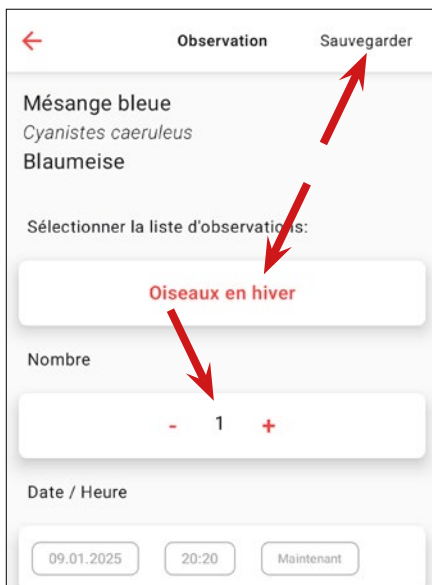 Observation Sauvegarder
Mésange bleue
Cyanistes caeruleus
Blaumeise
Sélectionner la liste d'observations:
Oiseaux en hiver
Nombre
- 1 +
Date / Heure
09.01.2025 20:20 Maintenant